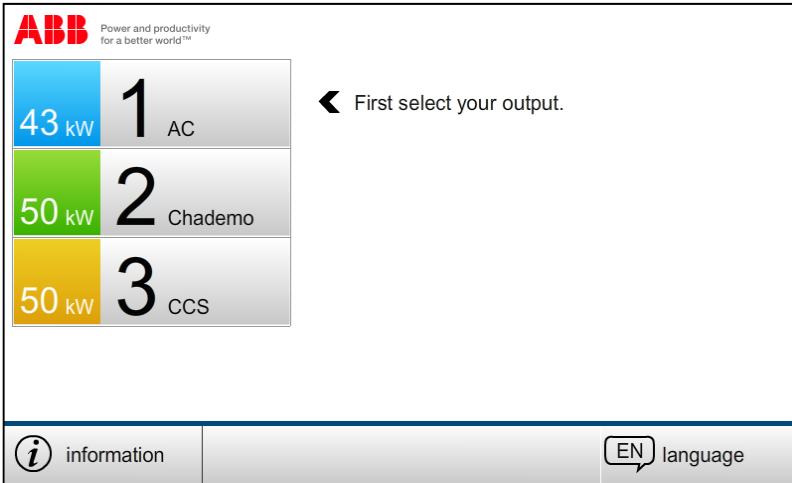 ABB
Power and productivity
for a better world™
43 kW 1 AC
First select your output.
50 kW 2 Chademo
50 kW 3 CCS
i information
EN language